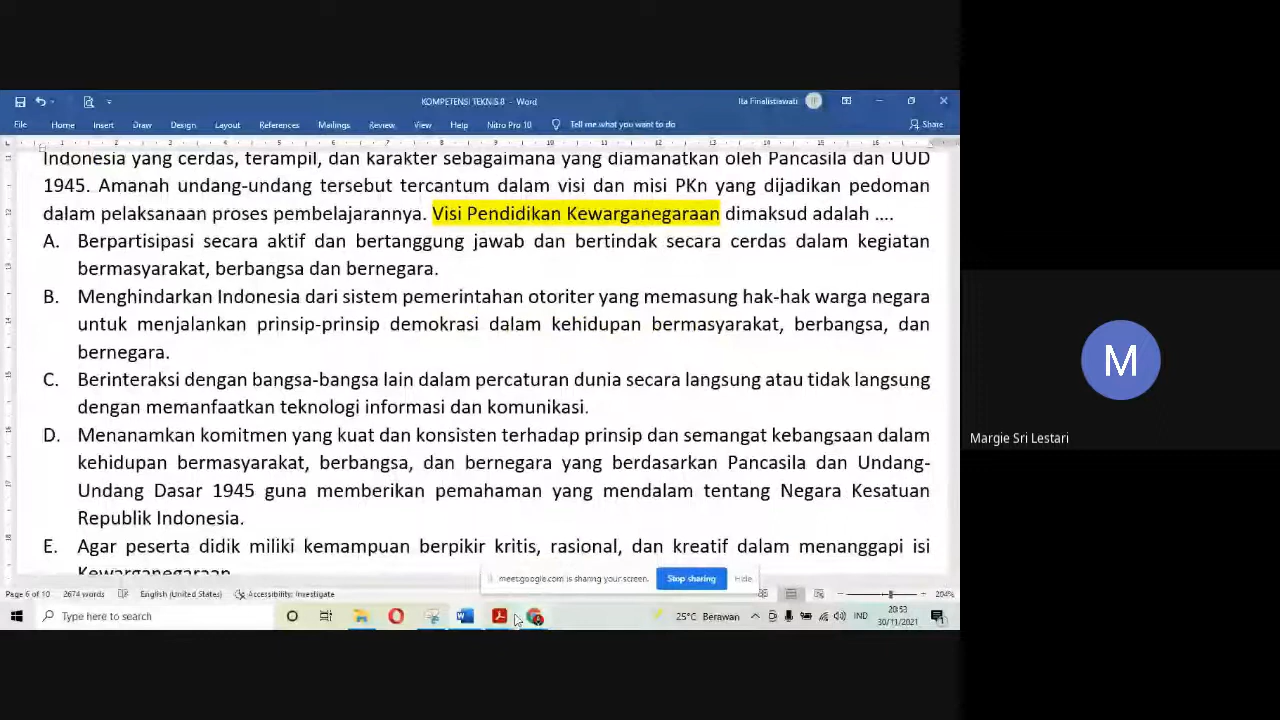 KOMPETENSI TEKNIS 8 - Word
Ita Finalistiawati
File Home Insert Draw Design Layout References Mailings Review View Help Nitro Pro 10 Tell me what you want to do Share
Indonesia yang cerdas, terampil, dan karakter sebagaimana yang diamanatkan oleh Pancasila dan UUD
1945. Amanah undang-undang tersebut tercantum dalam visi dan misi PKn yang dijadikan pedoman
dalam pelaksanaan proses pembelajarannya. Visi Pendidikan Kewarganegaraan dimaksud adalah ....
A. Berpartisipasi secara aktif dan bertanggung jawab dan bertindak secara cerdas dalam kegiatan
bermasyarakat, berbangsa dan bernegara.
B. Menghindarkan Indonesia dari sistem pemerintahan otoriter yang memasung hak-hak warga negara
untuk menjalankan prinsip-prinsip demokrasi dalam kehidupan bermasyarakat, berbangsa, dan
bernegara.
C. Berinteraksi dengan bangsa-bangsa lain dalam percaturan dunia secara langsung atau tidak langsung
dengan memanfaatkan teknologi informasi dan komunikasi.
D. Menanamkan komitmen yang kuat dan konsisten terhadap prinsip dan semangat kebangsaan dalam
kehidupan bermasyarakat, berbangsa, dan bernegara yang berdasarkan Pancasila dan Undang-
Undang Dasar 1945 guna memberikan pemahaman yang mendalam tentang Negara Kesatuan
Republik Indonesia.
E. Agar peserta didik miliki kemampuan berpikir kritis, rasional, dan kreatif dalam menanggapi isi
Kewarganegaraan
meet.google.com is sharing your screen. Stop sharing Hide
Page 6 of 10 2674 words English (United States) Accessibility: Investigate 204%
Type here to search
25°C Berawan IND 20:53
30/11/2021
M
Margie Sri Lestari